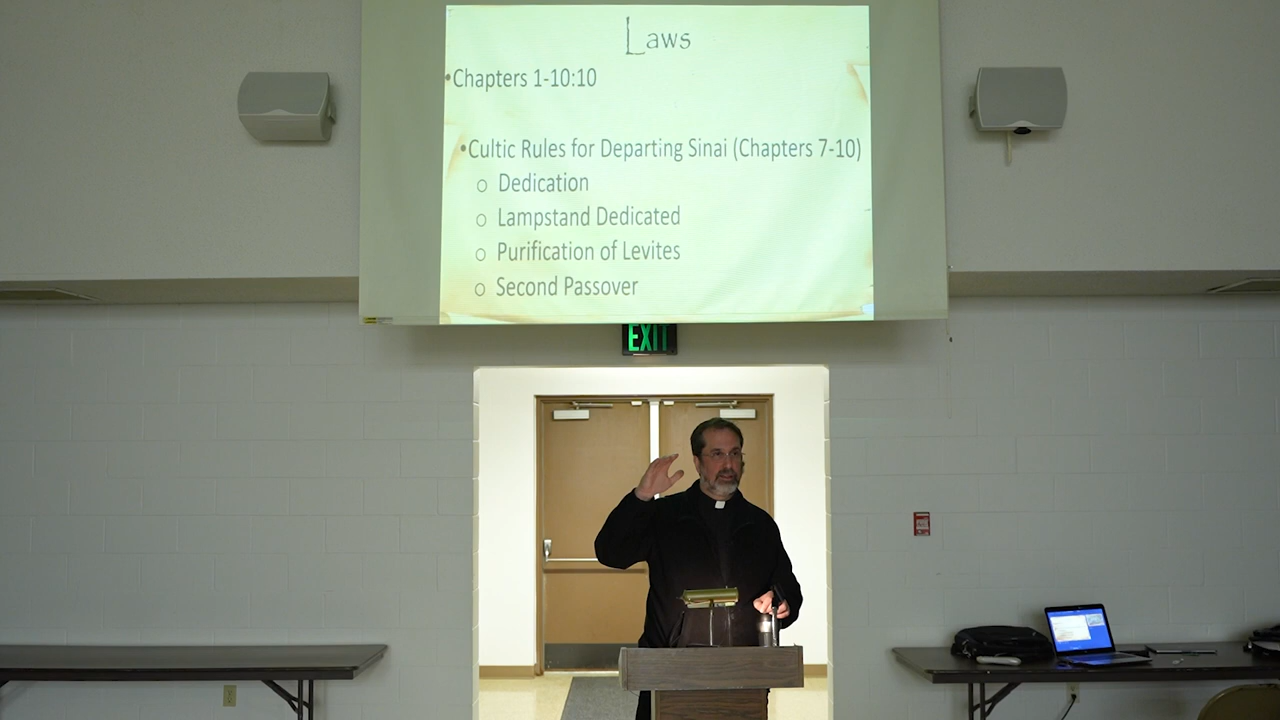 Laws
•Chapters 1-10:10
•Cultic Rules for Departing Sinai (Chapters 7-10)
o Dedication
o Lampstand Dedicated
o Purification of Levites
o Second Passover
EXIT